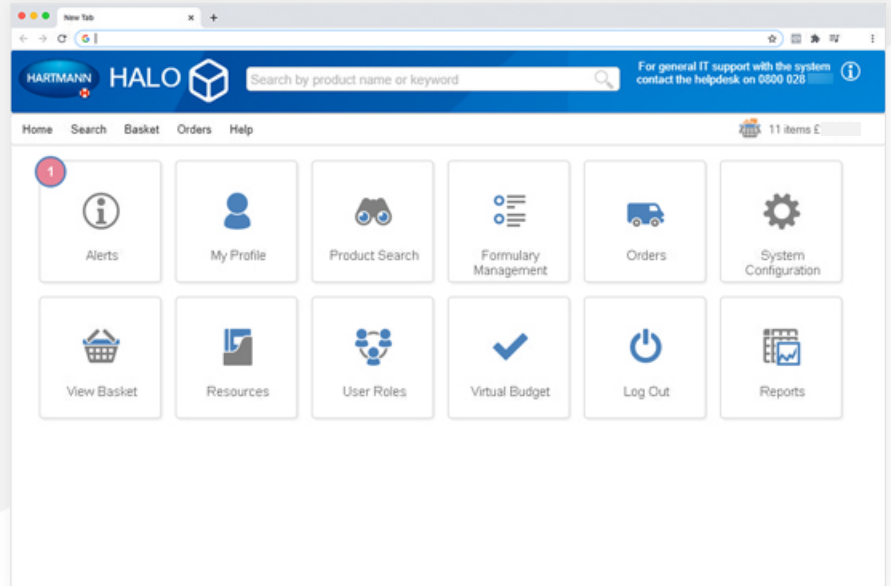 New Tab
HARTMANN HALO
Search by product name or keyword
For general IT support with the system
contact the helpdesk on 0800 028
Home Search Basket Orders Help
11 items £
1
Alerts
My Profile
Product Search
Formulary
Management
Orders
System
Configuration
View Basket
Resources
User Roles
Virtual Budget
Log Out
Reports